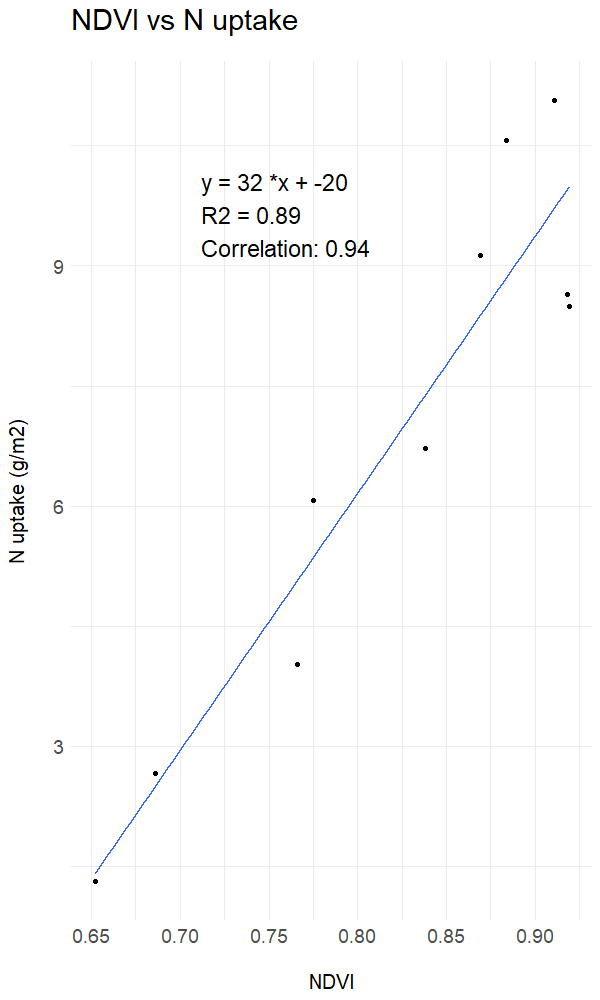 NDVI vs N uptake
y = 32 *x + -20
R2 = 0.89
Correlation: 0.94
9
6
3
N uptake (g/m2)
0.65 0.70 0.75 0.80 0.85 0.90
NDVI